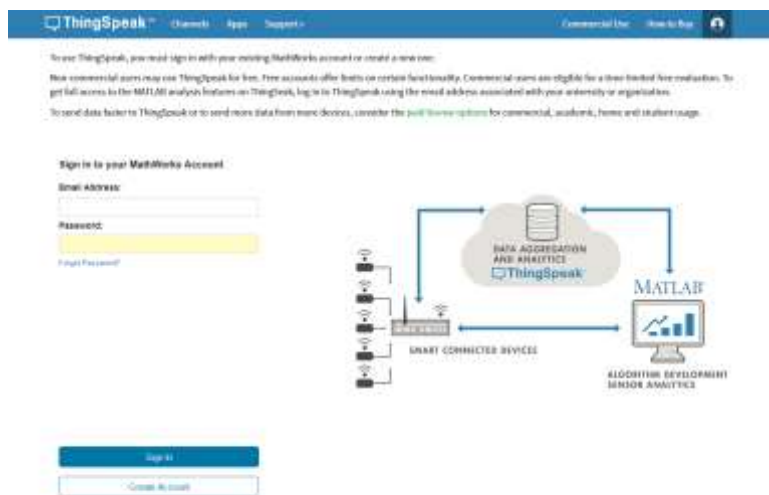 ThingSpeak™ Channels Apps Support Commercial Use How to Buy
To use ThingSpeak, you must sign in with your existing MathWorks account or create a new one.
Non-commercial users may use ThingSpeak for free. Free accounts offer limits on certain functionality. Commercial users are eligible for a time-limited free evaluation. To
get full access to the MATLAB analysis features on ThingSpeak, log in to ThingSpeak using the email address associated with your university or organization.
To send data faster to ThingSpeak or to send more data from more devices, consider the paid license options for commercial, academic, home and student usage.
Sign in to your MathWorks Account
Email Address:
Password:
Forgot Password?
Sign In
Create Account
DATA AGGREGATION
AND ANALYTICS
ThingSpeak
MATLAB
SMART CONNECTED DEVICES
ALGORITHM DEVELOPMENT
SENSOR ANALYTICS